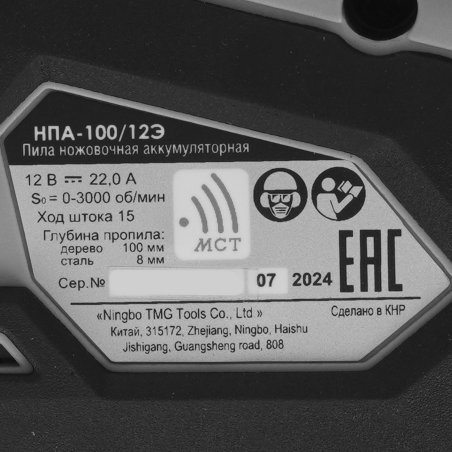 НПА-100/12Э
Пила ножовочная аккумуляторная
12 В 22,0 А
S₀ = 0-3000 об/мин
Ход штока 15
Глубина пропила:
дерево 100 мм
сталь 8 мм
МСТ
ЕАС
Сер.№ 07 2024
«Ningbo TMG Tools Co., Ltd »
Сделано в КНР
Китай, 315172, Zhejiang, Ningbo, Haishu
Jishigang, Guangsheng road, 808